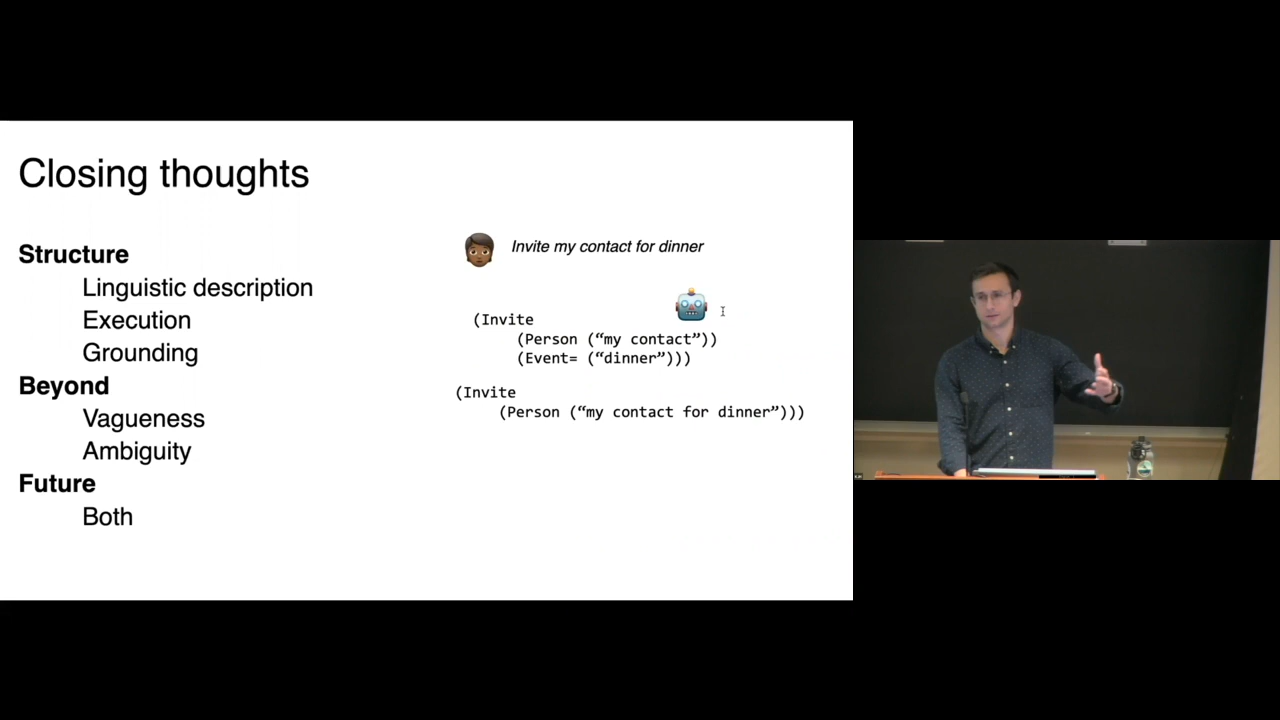 Closing thoughts
Structure
Linguistic description
Execution
Grounding
Beyond
Vagueness
Ambiguity
Future
Both
Invite my contact for dinner
(Invite
(Person (“my contact”))
(Event= (“dinner”)))
(Invite
(Person (“my contact for dinner”)))